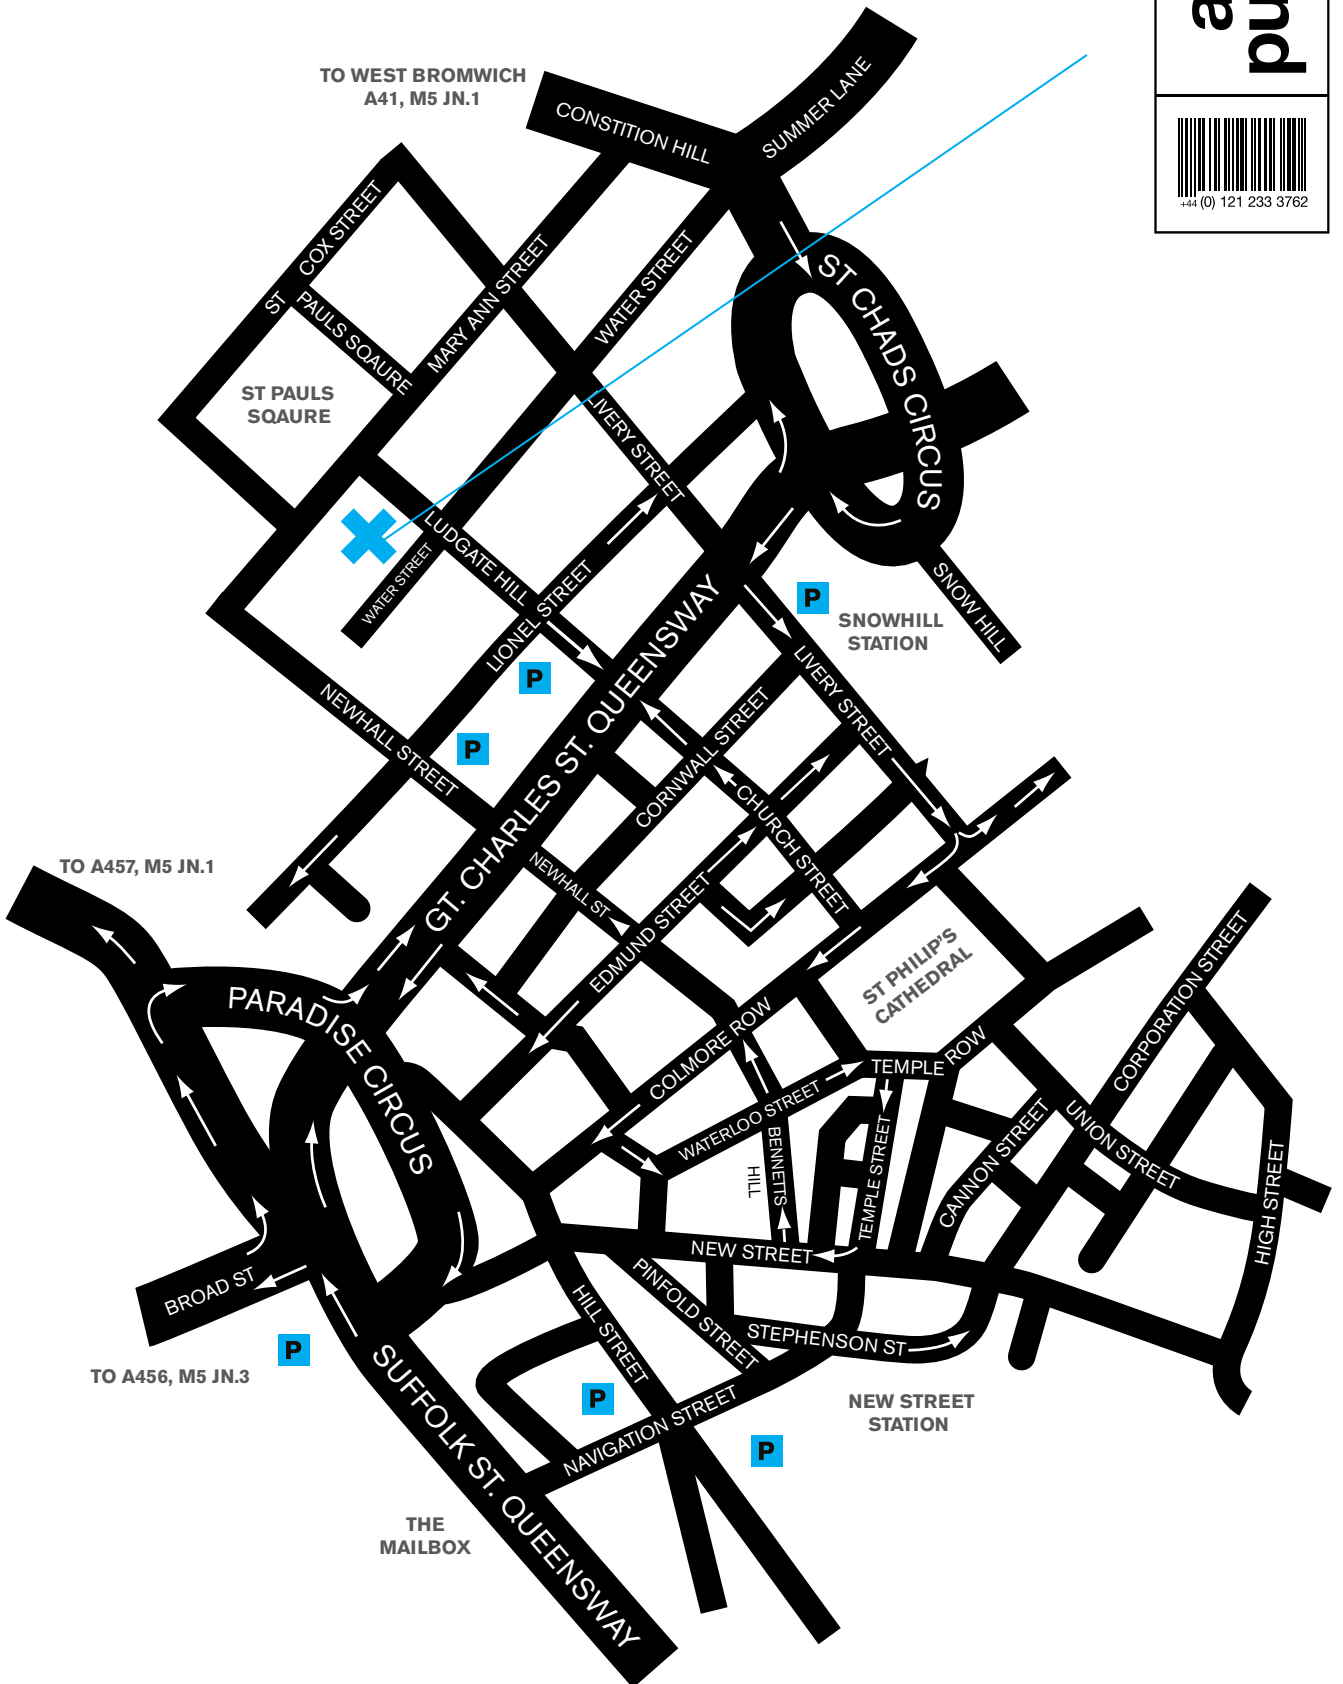 a
pu
+44 (0) 121 233 3762
TO WEST BROMWICH
A41, M5 JN.1
CONSTITION HILL
SUMMER LANE
ST CHADS CIRCUS
COX STREET
ST
PAULS SQAURE
MARY ANN STREET
WATER STREET
ST PAULS
SQAURE
LIVERY STREET
LUDGATE HILL
WATER STREET
LIONEL STREET
SNOW HILL
P
SNOWHILL
STATION
P
P
NEWHALL STREET
GT. CHARLES ST. QUEENSWAY
LIVERY STREET
CORNWALL STREET
CHURCH STREET
NEWHALL ST
EDMUND STREET
TO A457, M5 JN.1
PARADISE CIRCUS
COLMORE ROW
ST PHILIP'S
CATHEDRAL
TEMPLE ROW
WATERLOO STREET
BENNETTS
HILL
TEMPLE STREET
CANNON STREET
UNION STREET
CORPORATION STREET
HIGH STREET
NEW STREET
PINFOLD STREET
STEPHENSON ST
HILL STREET
NAVIGATION STREET
BROAD ST
P
TO A456, M5 JN.3
P
P
NEW STREET
STATION
SUFFOLK ST. QUEENSWAY
THE
MAILBOX